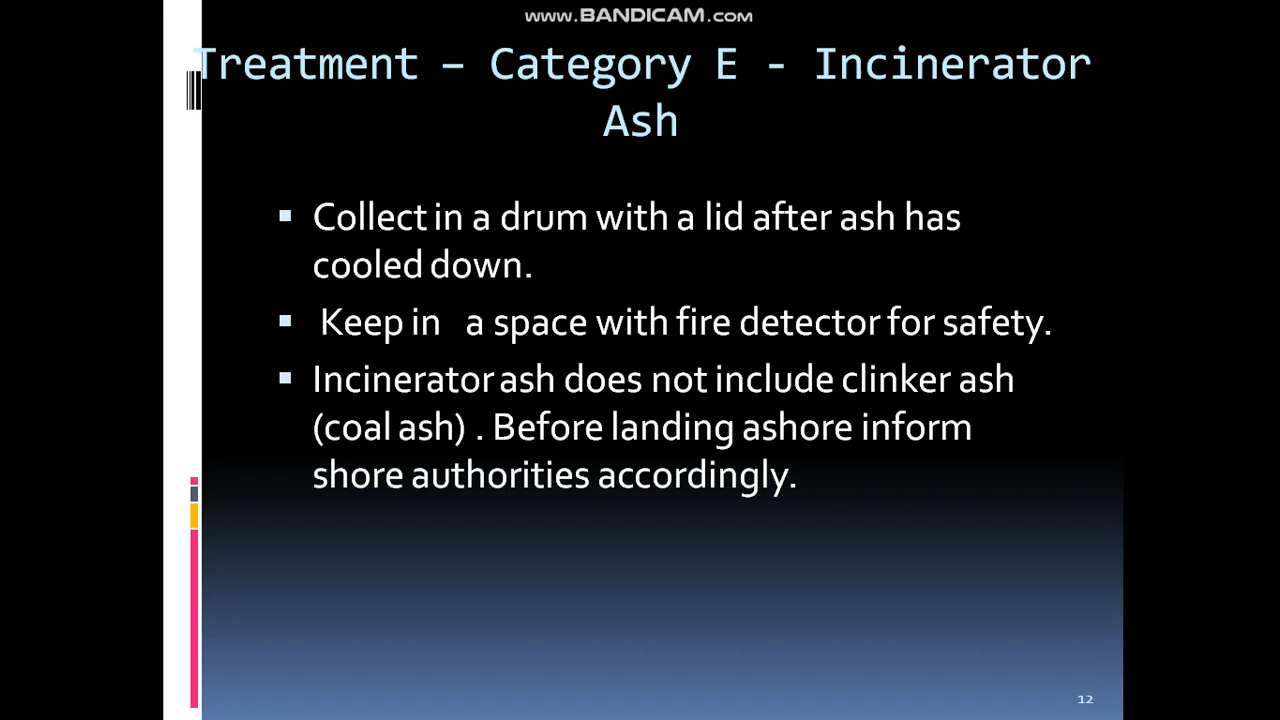 www.BANDICAM.com
Treatment – Category E - Incinerator
Ash
▪ Collect in a drum with a lid after ash has
cooled down.
▪ Keep in a space with fire detector for safety.
▪ Incinerator ash does not include clinker ash
(coal ash) . Before landing ashore inform
shore authorities accordingly.
12